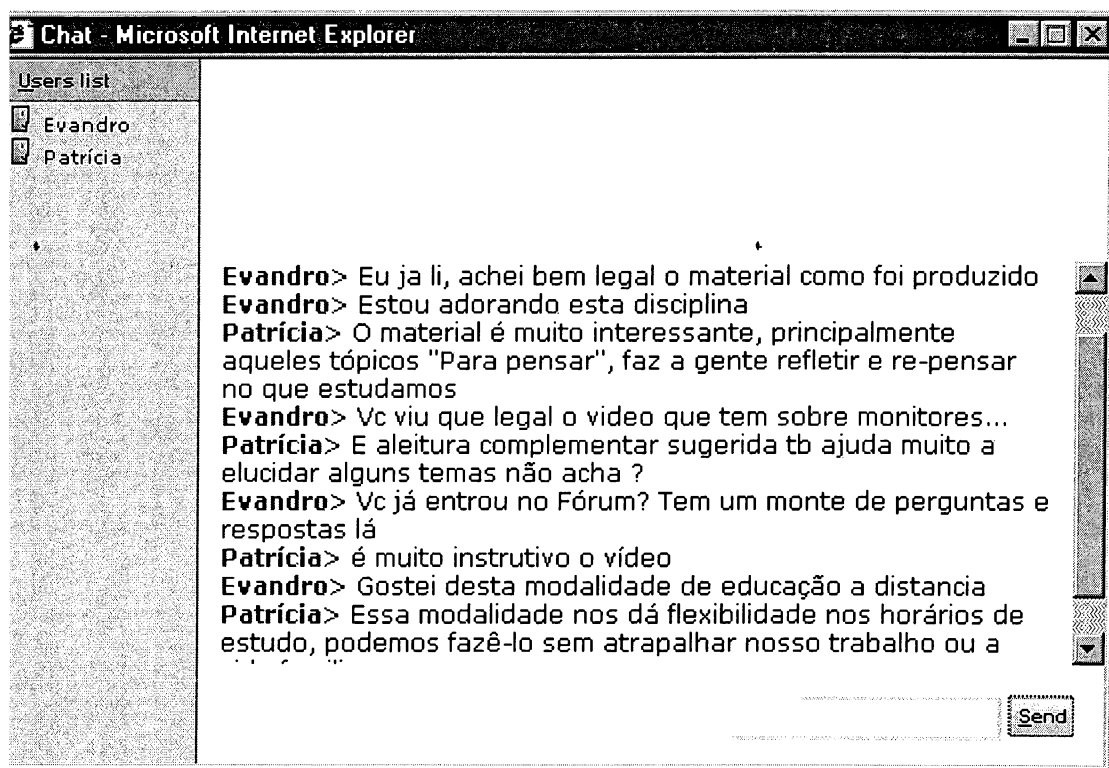 Chat - Microsoft Internet Explorer
Users list
Evandro
Patrícia
Evandro> Eu ja li, achei bem legal o material como foi produzido
Evandro> Estou adorando esta disciplina
Patrícia> O material é muito interessante, principalmente
aqueles tópicos "Para pensar", faz a gente refletir e re-pensar
no que estudamos
Evandro> Vc viu que legal o video que tem sobre monitores...
Patrícia> E aleitura complementar sugerida tb ajuda muito a
elucidar alguns temas não acha ?
Evandro> Vc já entrou no Fórum? Tem um monte de perguntas e
respostas lá
Patrícia> é muito instrutivo o vídeo
Evandro> Gostei desta modalidade de educação a distancia
Patrícia> Essa modalidade nos dá flexibilidade nos horários de
estudo, podemos fazê-lo sem atrapalhar nosso trabalho ou a
Send